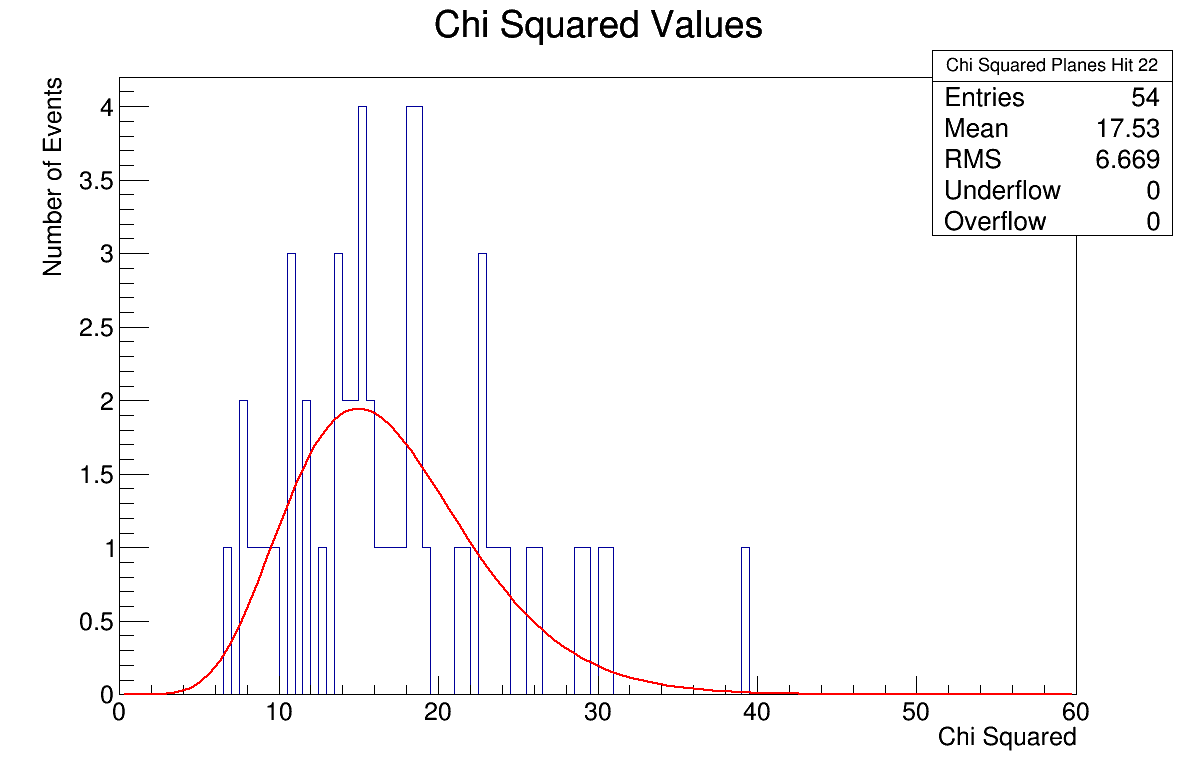 Chi Squared Values
Chi Squared Planes Hit 22
Entries 54
Mean 17.53
RMS 6.669
Underflow 0
Overflow 0
Number of Events
4
3.5
3
2.5
2
1.5
1
0.5
0
0 10 20 30 40 50 60
Chi Squared